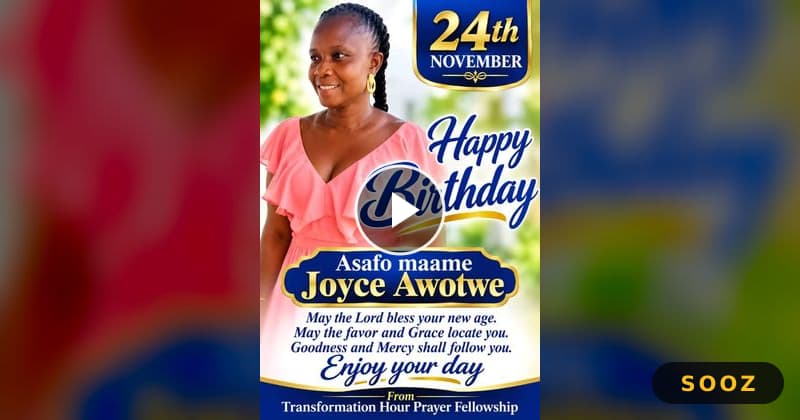 24th
NOVEMBER
Happy
Birthday
Asafo maame
Joyce Awotwe
May the Lord bless your new age.
May the favor and Grace locate you.
Goodness and Mercy shall follow you.
Enjoy your day
From
Transformation Hour Prayer Fellowship
SOOZ